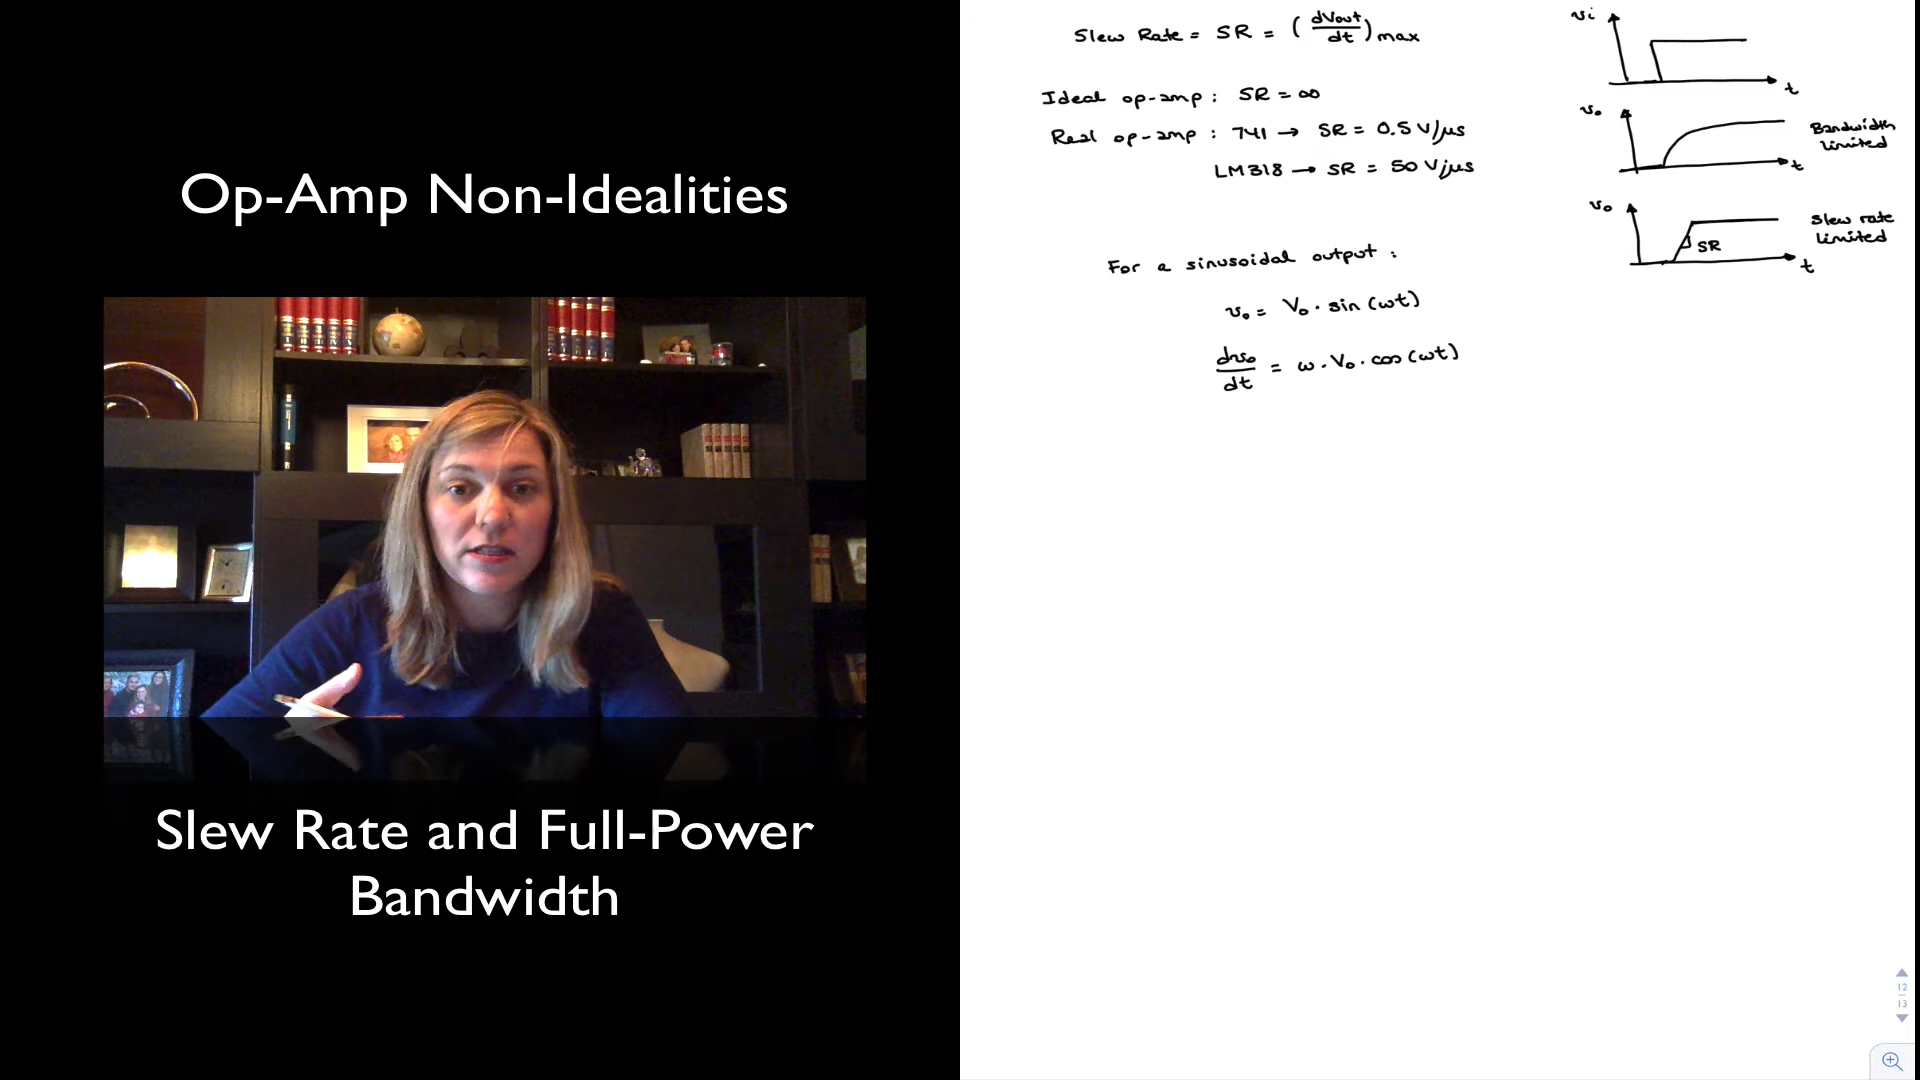 Op-Amp Non-Idealities
Slew Rate and Full-Power
Bandwidth
Slew Rate = SR = (dVout/dt)max
Ideal op-amp : SR = ∞
Real op-amp : 741 → SR = 0.5 V/μs
LM318 → SR = 50 V/μs
For a sinusoidal output :
vo = Vo · sin (ωt)
dvo/dt = ω · Vo · cos (ωt)
vi
t
vo
Bandwidth
limited
t
vo
Slew rate
limited
SR
t
12
13